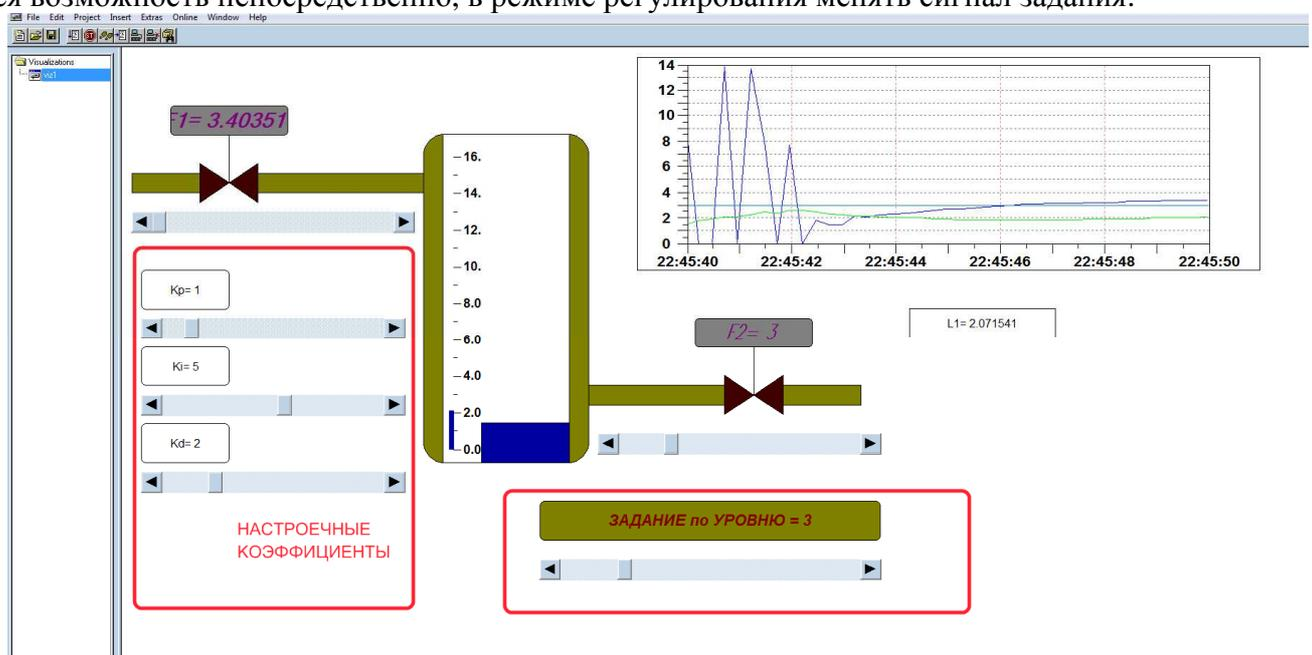 ся возможность непосредственно, в режиме регулирования менять сигнал задания.
File Edit Project Insert Extras Online Window Help
Visualizations
viz1
F1= 3.40351
Kp= 1
Ki= 5
Kd= 2
НАСТРОЕЧНЫЕ
КОЭФФИЦИЕНТЫ
16.
14.
12.
10.
8.0
6.0
4.0
2.0
0.0
14
12
10
8
6
4
2
0
22:45:40 22:45:42 22:45:44 22:45:46 22:45:48 22:45:50
L1= 2.071541
F2= 3
ЗАДАНИЕ по УРОВНЮ = 3